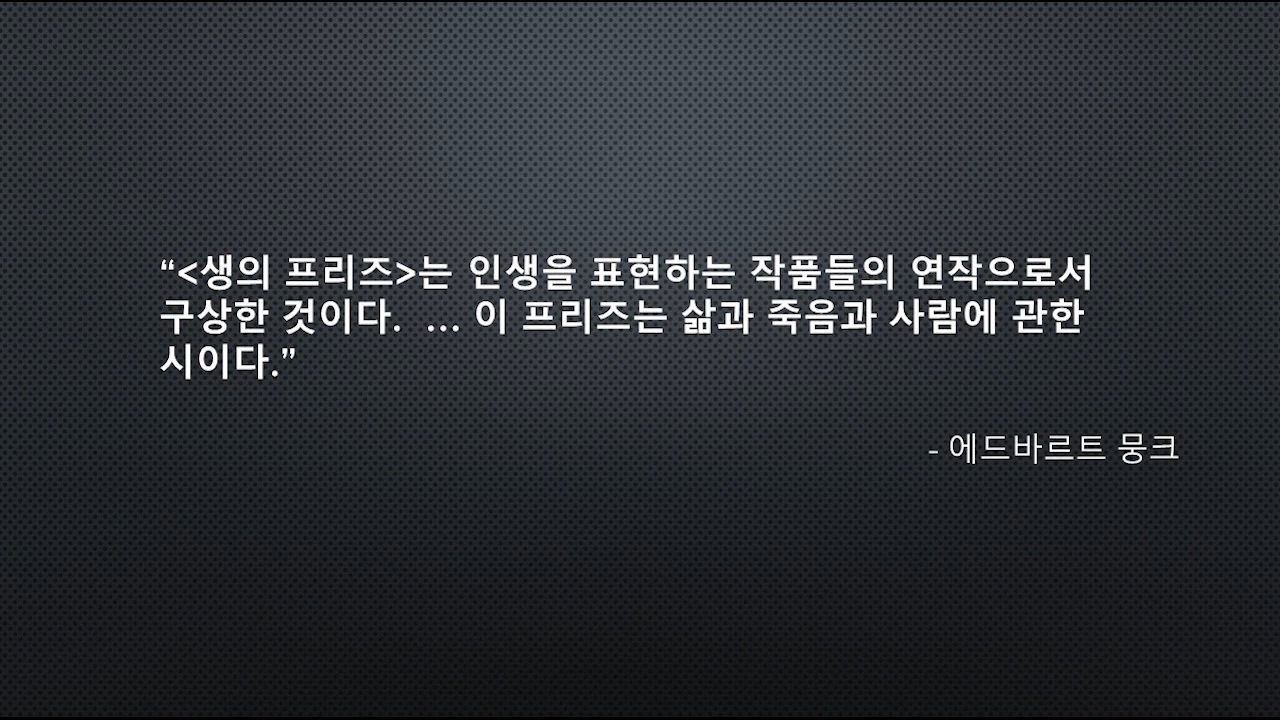 “<생의 프리즈>는 인생을 표현하는 작품들의 연작으로서
구상한 것이다. … 이 프리즈는 삶과 죽음과 사람에 관한
시이다.”
- 에드바르트 뭉크